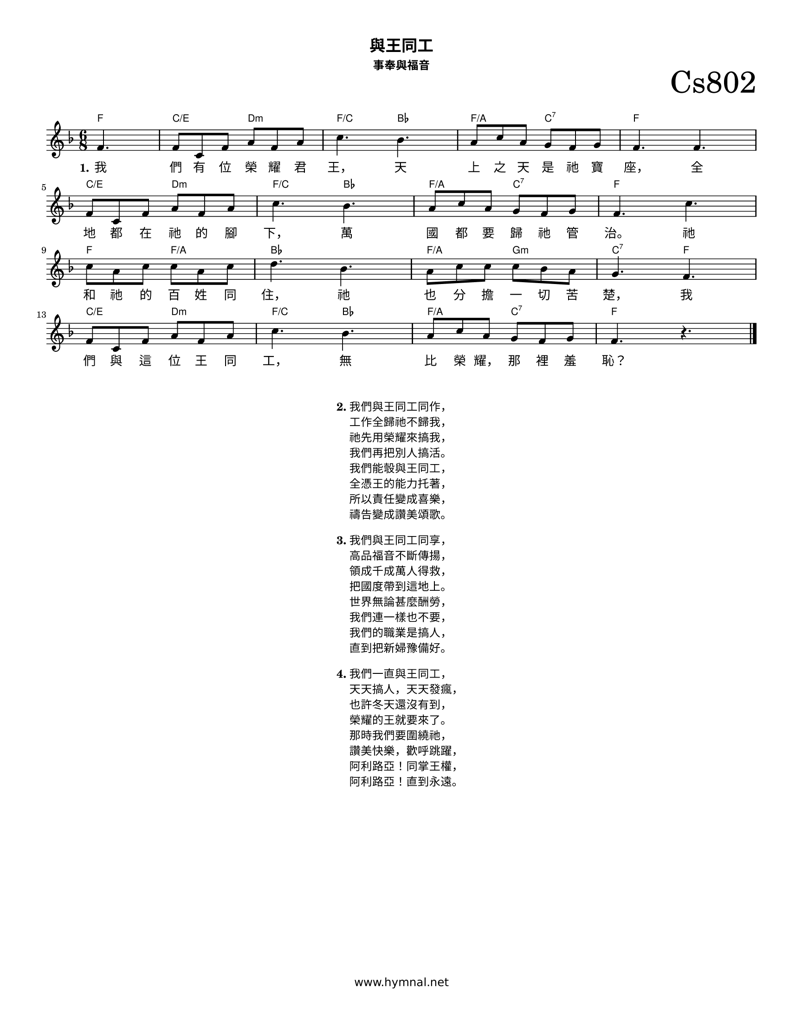 與王同工
事奉與福音
Cs802
F C/E Dm F/C B♭ F/A C7 F
6 8
1. 我 們 有 位 榮 耀 君 王, 天 上 之 天 是 祂 寶 座, 全
C/E Dm F/C B♭ F/A C7 F
5
地 都 在 祂 的 腳 下, 萬 國 都 要 歸 祂 管 治。 祂
F F/A B♭ F/A Gm C7 F
9
和 祂 的 百 姓 同 住, 祂 也 分 擔 一 切 苦 楚, 我
C/E Dm F/C B♭ F/A C7 F
13
們 與 這 位 王 同 工, 無 比 榮 耀, 那 裡 羞 恥?
2. 我們與王同工同作,
工作全歸祂不歸我,
祂先用榮耀來搞我,
我們再把別人搞活。
我們能彀與王同工,
全憑王的能力托著,
所以責任變成喜樂,
禱告變成讚美頌歌。
3. 我們與王同工同享,
高品福音不斷傳揚,
領成千成萬人得救,
把國度帶到這地上。
世界無論甚麼酬勞,
我們連一樣也不要,
我們的職業是搞人,
直到把新婦豫備好。
4. 我們一直與王同工,
天天搞人, 天天發瘋,
也許冬天還沒有到,
榮耀的王就要來了。
那時我們要圍繞祂,
讚美快樂, 歡呼跳躍,
阿利路亞! 同掌王權,
阿利路亞! 直到永遠。
www.hymnal.net